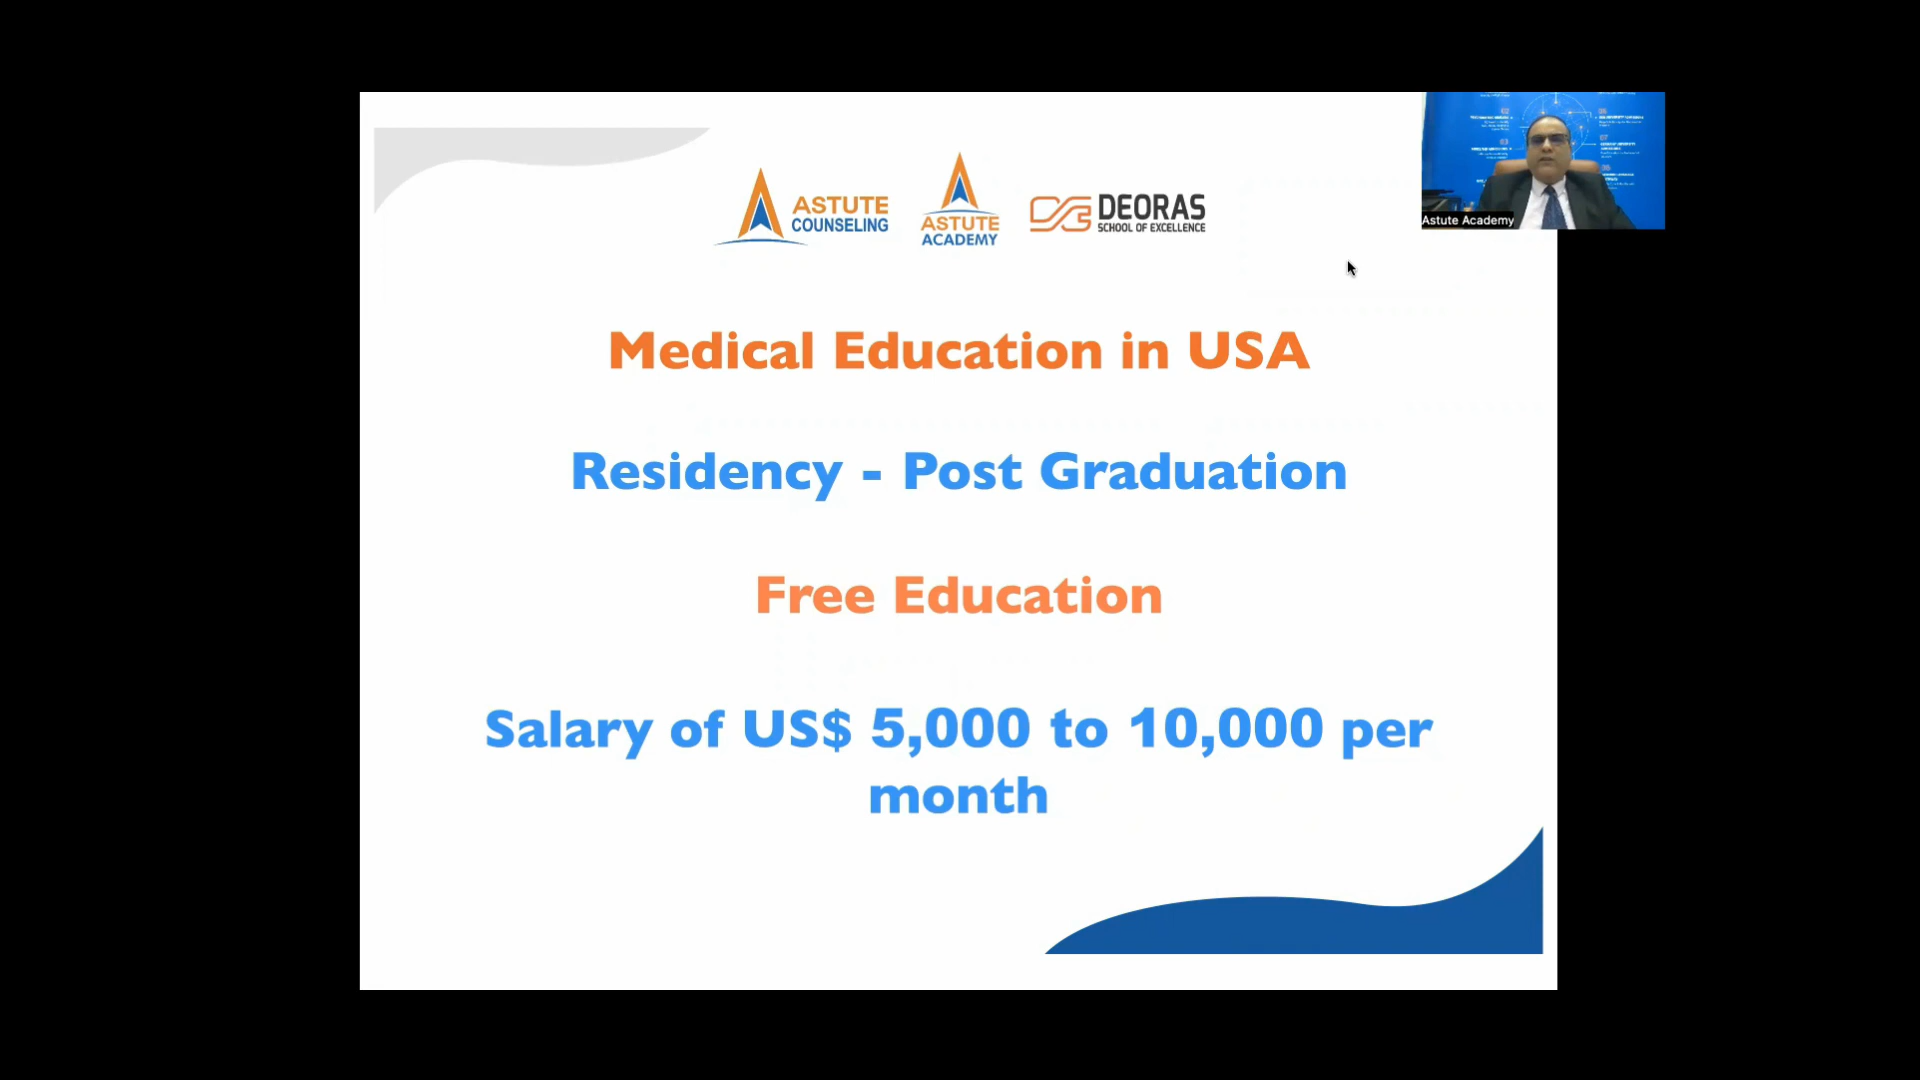 ASTUTE
COUNSELING
ASTUTE
ACADEMY
DEORAS
SCHOOL OF EXCELLENCE
Astute Academy
Medical Education in USA
Residency - Post Graduation
Free Education
Salary of US$ 5,000 to 10,000 per
month